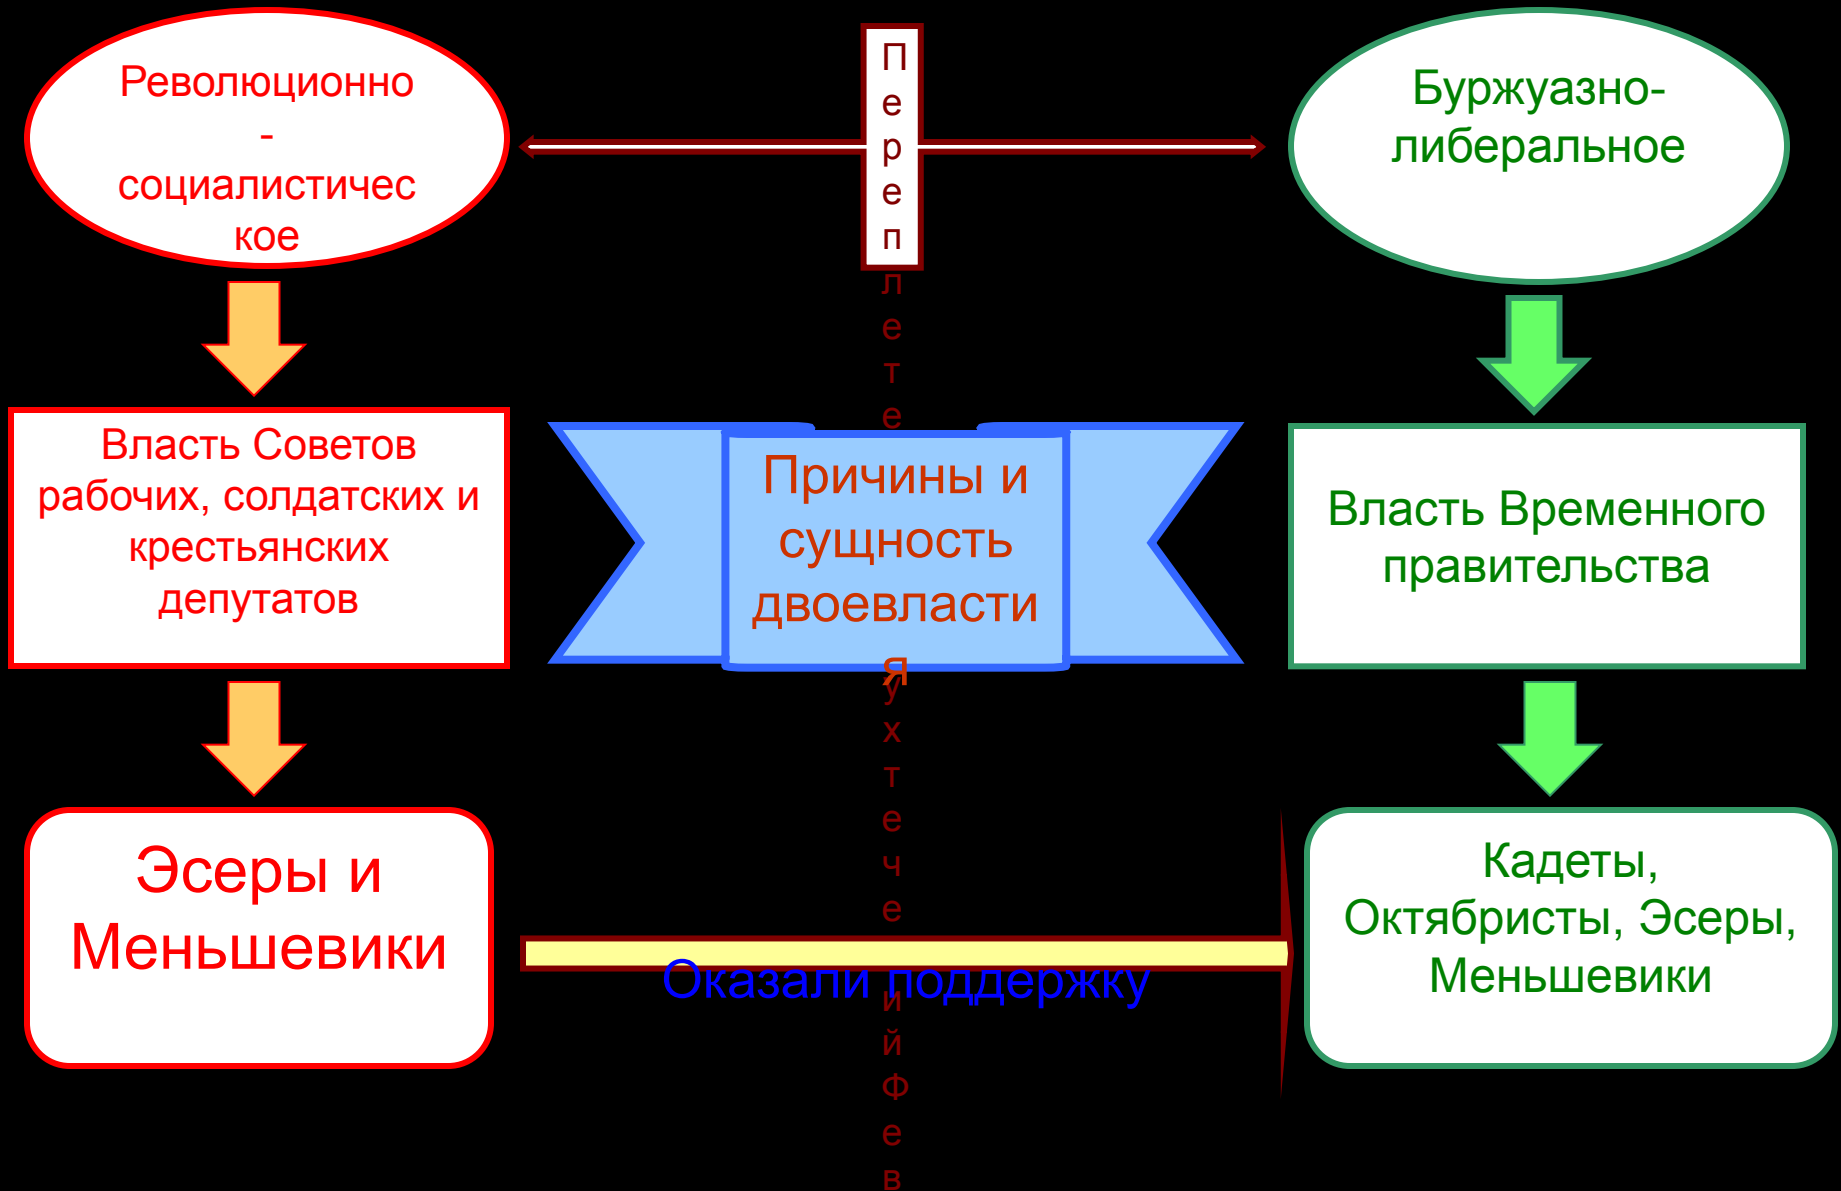 Революционно
-
социалистичес
кое
П
е
р
е
п
л
е
т
е
у
х
т
е
ч
е
и
й
Ф
е
в
Буржуазно-
либеральное
Власть Советов
рабочих, солдатских и
крестьянских
депутатов
Причины и
сущность
двоевласти
я
Власть Временного
правительства
Эсеры и
Меньшевики
Оказали поддержку
Кадеты,
Октябристы, Эсеры,
Меньшевики